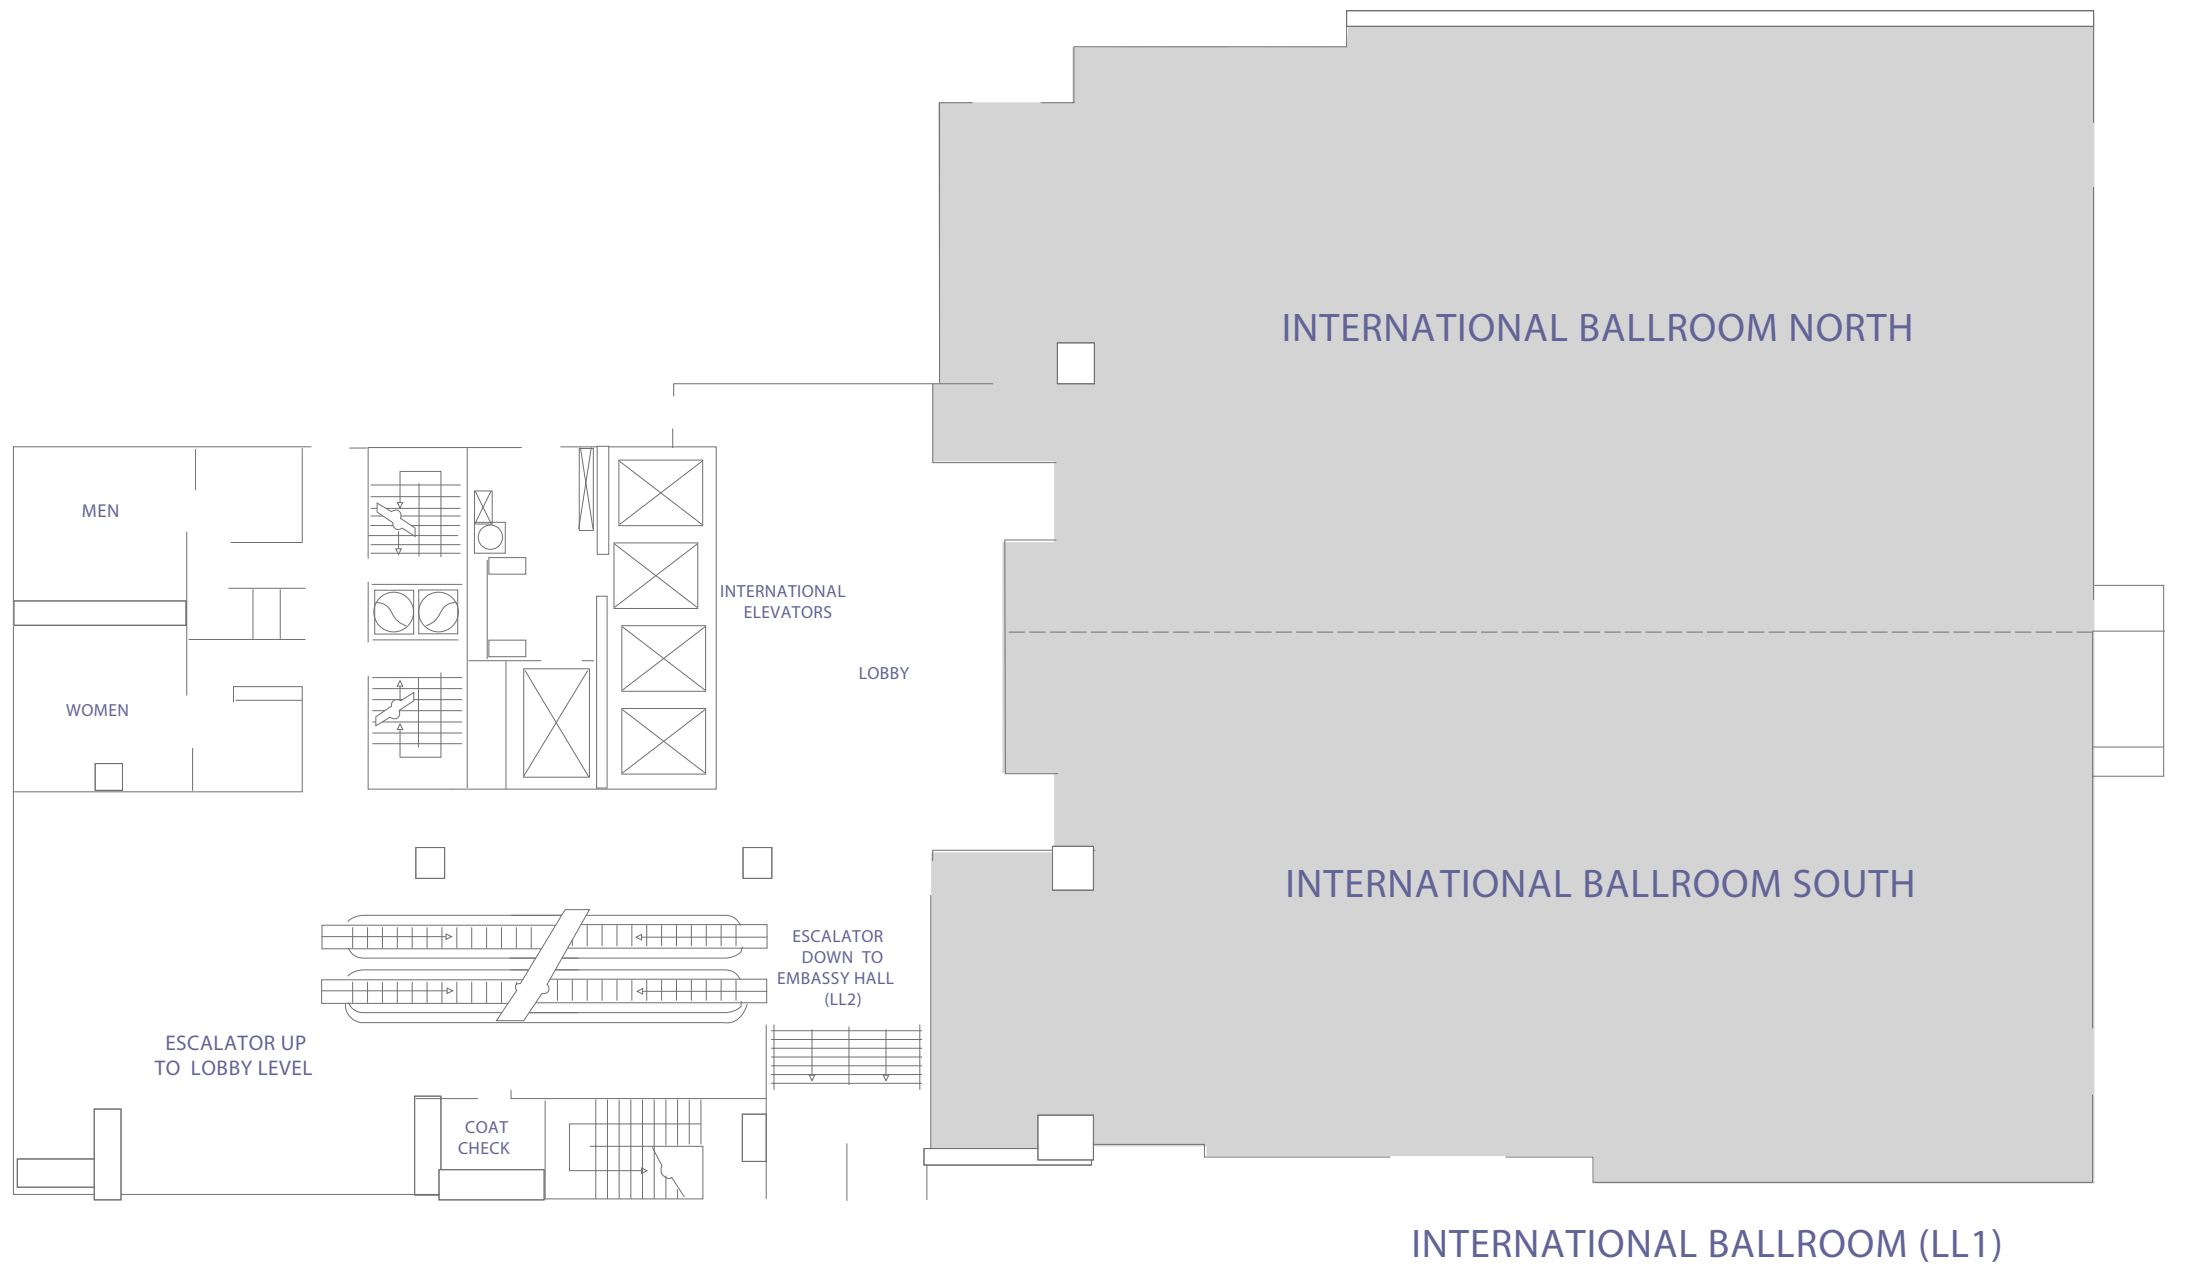 INTERNATIONAL BALLROOM NORTH
MEN
INTERNATIONAL
ELEVATORS
LOBBY
WOMEN
INTERNATIONAL BALLROOM SOUTH
ESCALATOR
DOWN TO
EMBASSY HALL
(LL2)
ESCALATOR UP
TO LOBBY LEVEL
COAT
CHECK
INTERNATIONAL BALLROOM (LL1)